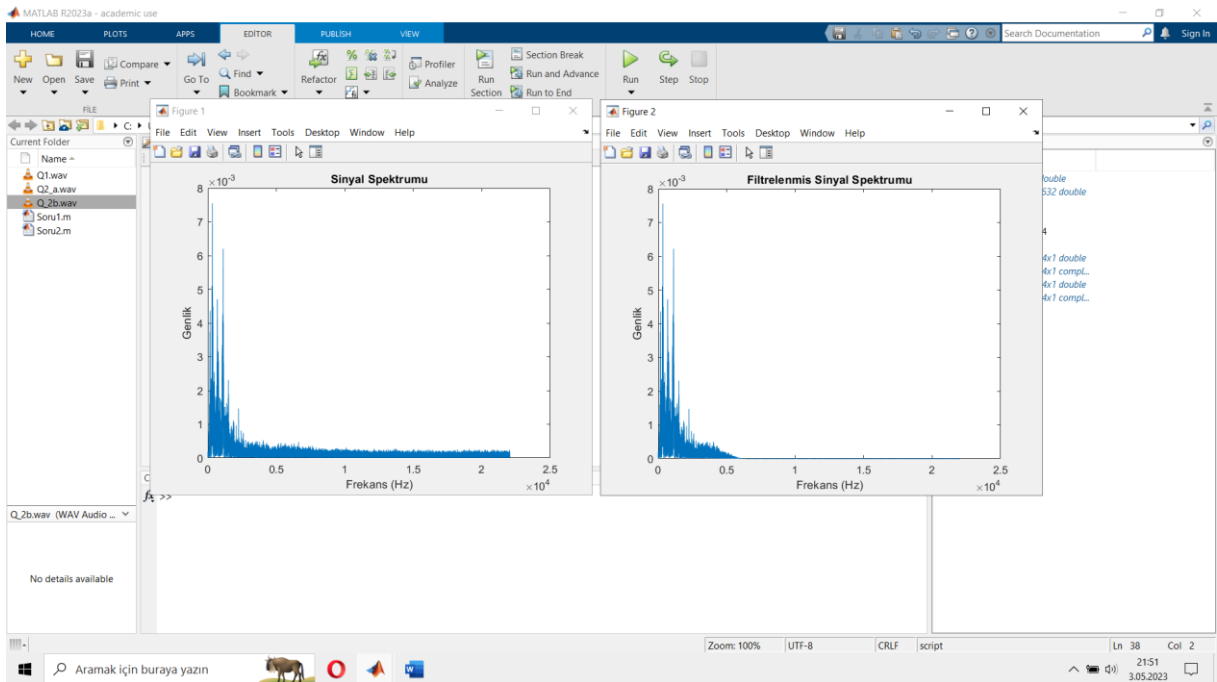 MATLAB R2023a - academic use
HOME PLOTS APPS EDITOR PUBLISH VIEW Search Documentation Sign In
New Open Save Compare Print Go To Find Bookmark Refactor Profiler Analyze Run Section Section Break Run and Advance Run to End Run Step Stop
FILE
C:
Current Folder
Name
Q1.wav
Q2_a.wav
Q_2b.wav
Soru1.m
Soru2.m
Figure 1
File Edit View Insert Tools Desktop Window Help
Sinyal Spektrumu
×10-3
8
7
6
5
4
3
2
1
0
Genlik
0 0.5 1 1.5 2 2.5
Frekans (Hz)
×104
Figure 2
File Edit View Insert Tools Desktop Window Help
Filtrelenmis Sinyal Spektrumu
×10-3
8
7
6
5
4
3
2
1
0
Genlik
0 0.5 1 1.5 2 2.5
Frekans (Hz)
×104
532 double
4
4x1 double
4x1 compl...
4x1 double
4x1 compl...
fx >>
Q_2b.wav (WAV Audio ...
No details available
Zoom: 100% UTF-8 CRLF script Ln 38 Col 2
Aramak için buraya yazın
21:51
3.05.2023